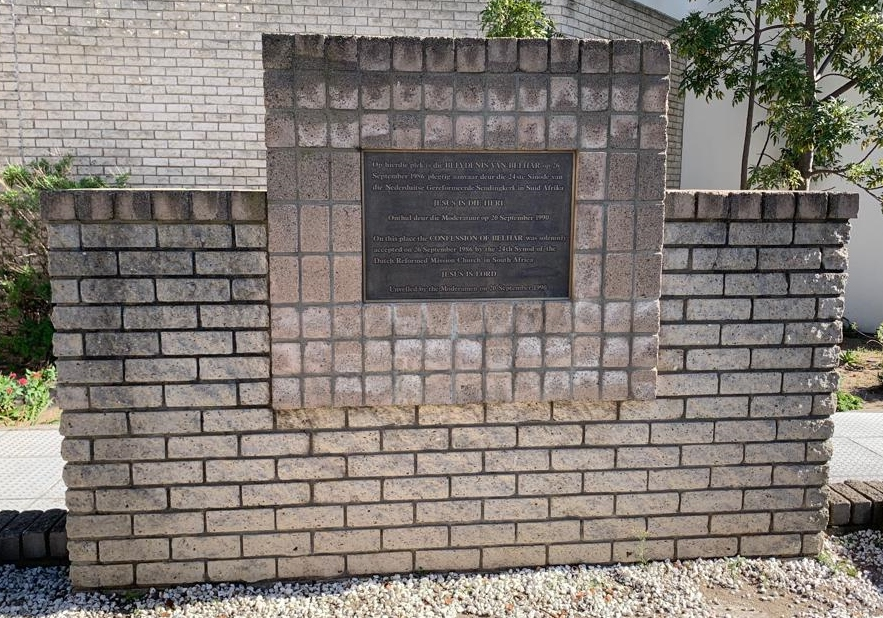 Op hierdie plek is die BELYDENIS VAN BELHAR op 26
September 1986 plegtig aanvaar deur die 24ste Sinode van
die Nederduitse Gereformeerde Sendingkerk in Suid Afrika
JESUS IS DIE HERE
Onthul deur die Moderature op 20 September 1990
On this place the CONFESSION OF BELHAR was solemnly
accepted on 26 September 1986 by the 24th Synod of the
Dutch Reformed Mission Church in South Africa
JESUS IS LORD
Unveiled by the Moderamen on 20 September 1990